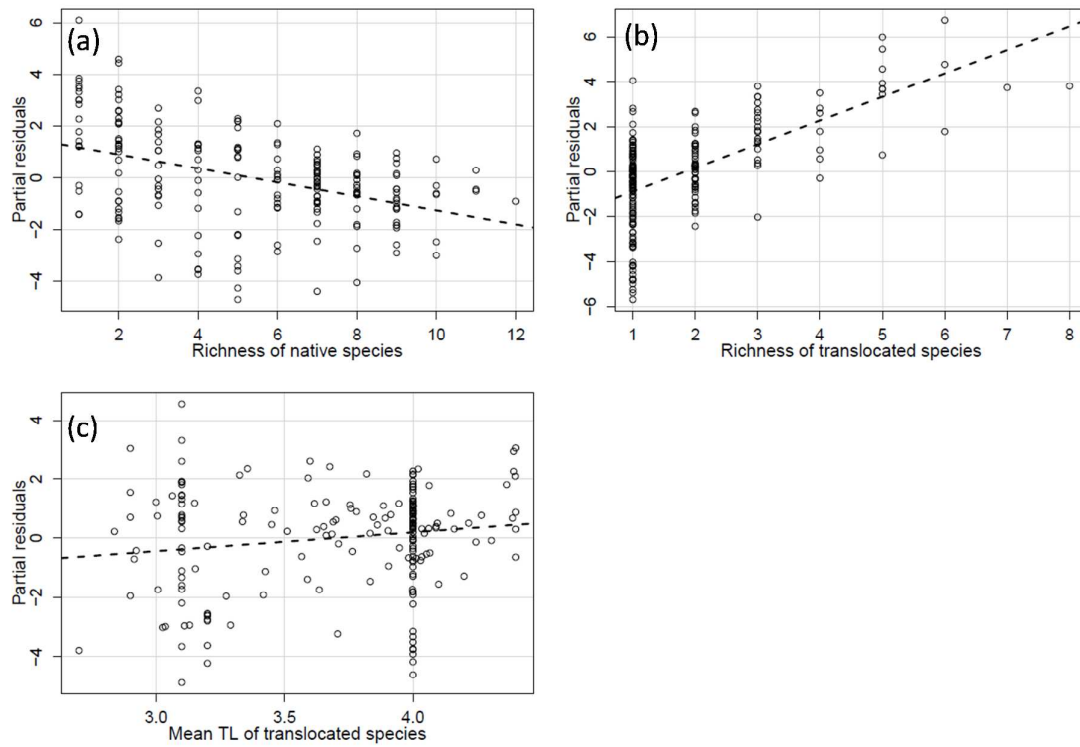 (a)
Partial residuals
6
4
2
0
−2
−4
2 4 6 8 10 12
Richness of native species
(b)
Partial residuals
6
4
2
0
−2
−4
−6
1 2 3 4 5 6 7 8
Richness of translocated species
(c)
Partial residuals
4
2
0
−2
−4
3.0 3.5 4.0
Mean TL of translocated species